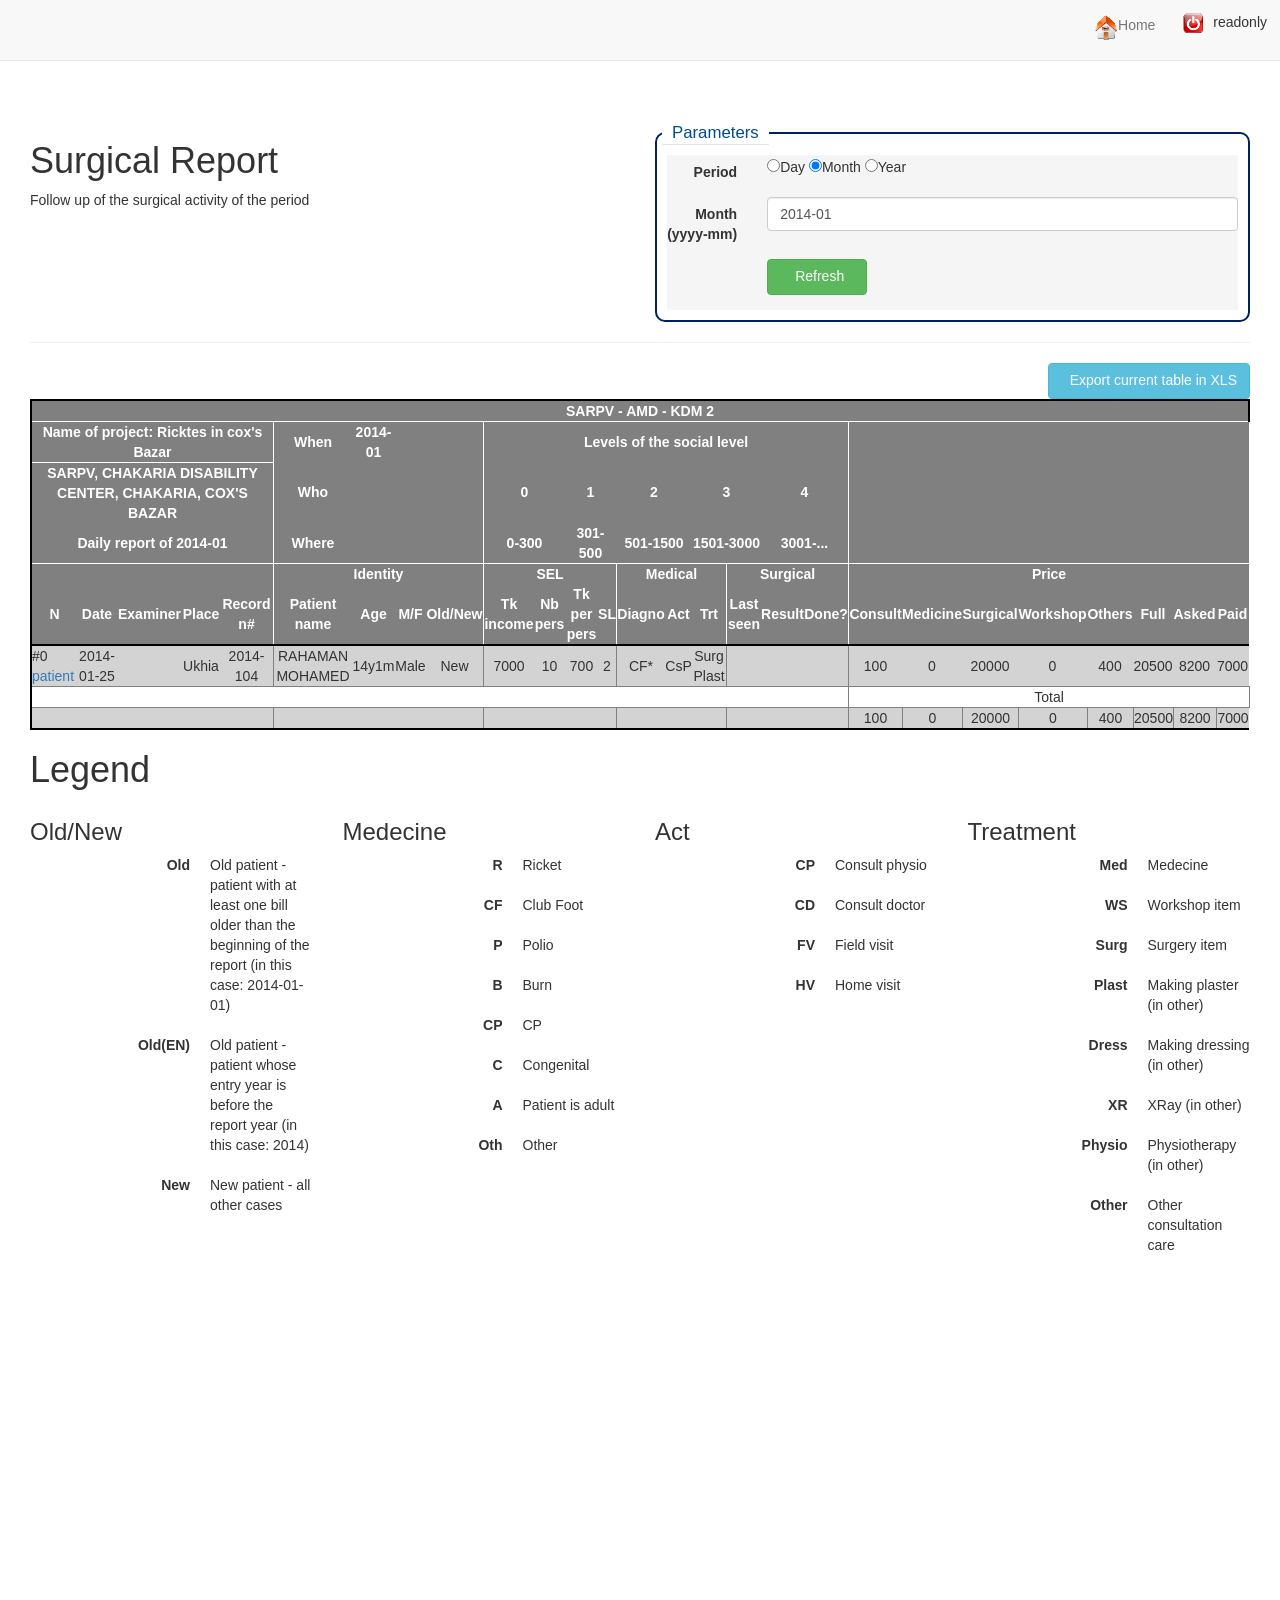 Home readonly
Surgical Report
Follow up of the surgical activity of the period
Parameters
Period Day Month Year
Month (yyyy-mm) 2014-01
Refresh
Export current table in XLS
SARPV - AMD - KDM 2
Name of project: Ricktes in cox's Bazar When 2014-01 Levels of the social level
SARPV, CHAKARIA DISABILITY CENTER, CHAKARIA, COX'S BAZAR Who 0 1 2 3 4
Daily report of 2014-01 Where 0-300 301-500 501-1500 1501-3000 3001-...
Identity SEL Medical Surgical Price
N Date Examiner Place Record n# Patient name Age M/F Old/New Tk income Nb pers Tk per pers SL Diagno Act Trt Last seen Result Done? Consult Medicine Surgical Workshop Others Full Asked Paid
#0 patient 2014-01-25 Ukhia 2014-104 RAHAMAN MOHAMED 14y1m Male New 7000 10 700 2 CF* CsP Surg Plast 100 0 20000 0 400 20500 8200 7000
Total
100 0 20000 0 400 20500 8200 7000
Legend
Old/New
Old Old patient -
patient with at
least one bill
older than the
beginning of the
report (in this
case: 2014-01-
01)
Old(EN) Old patient -
patient whose
entry year is
before the
report year (in
this case: 2014)
New New patient - all
other cases
Medecine
R Ricket
CF Club Foot
P Polio
B Burn
CP CP
C Congenital
A Patient is adult
Oth Other
Act
CP Consult physio
CD Consult doctor
FV Field visit
HV Home visit
Treatment
Med Medecine
WS Workshop item
Surg Surgery item
Plast Making plaster
(in other)
Dress Making dressing
(in other)
XR XRay (in other)
Physio Physiotherapy
(in other)
Other Other
consultation
care